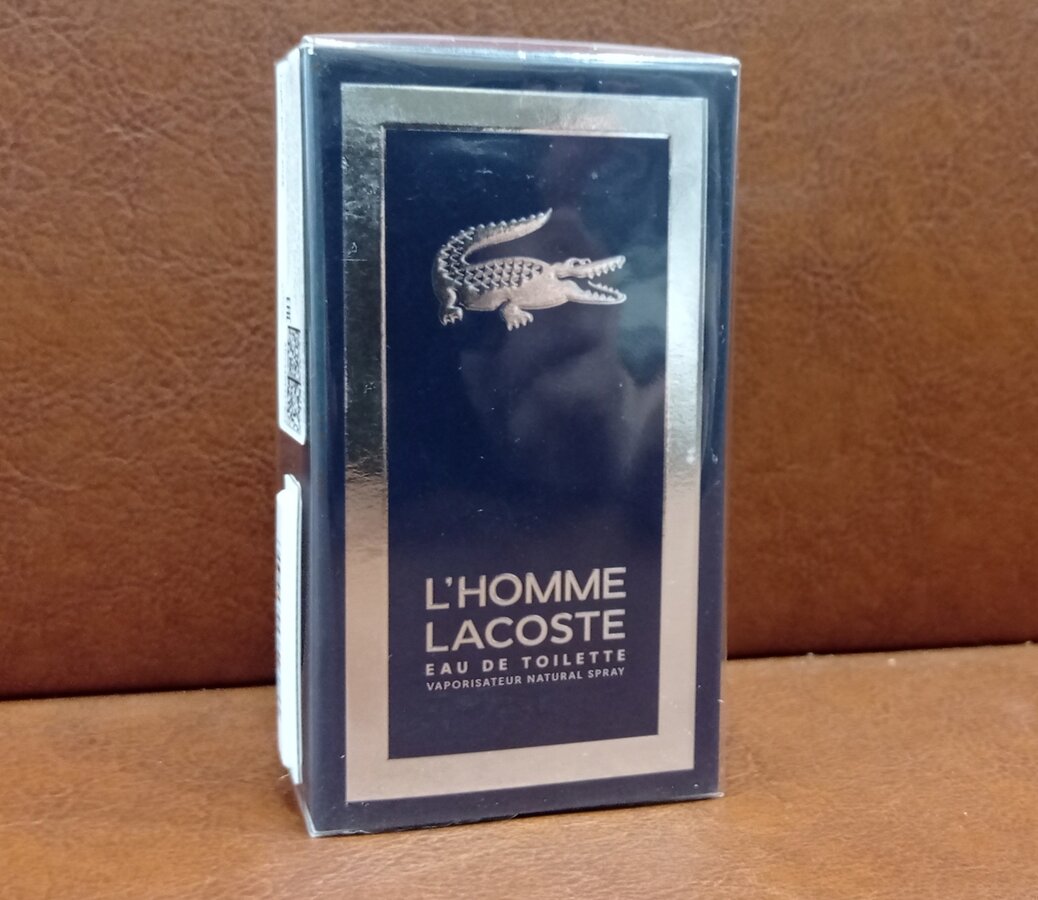 L'HOMME
LACOSTE
EAU DE TOILETTE
VAPORISATEUR NATURAL SPRAY